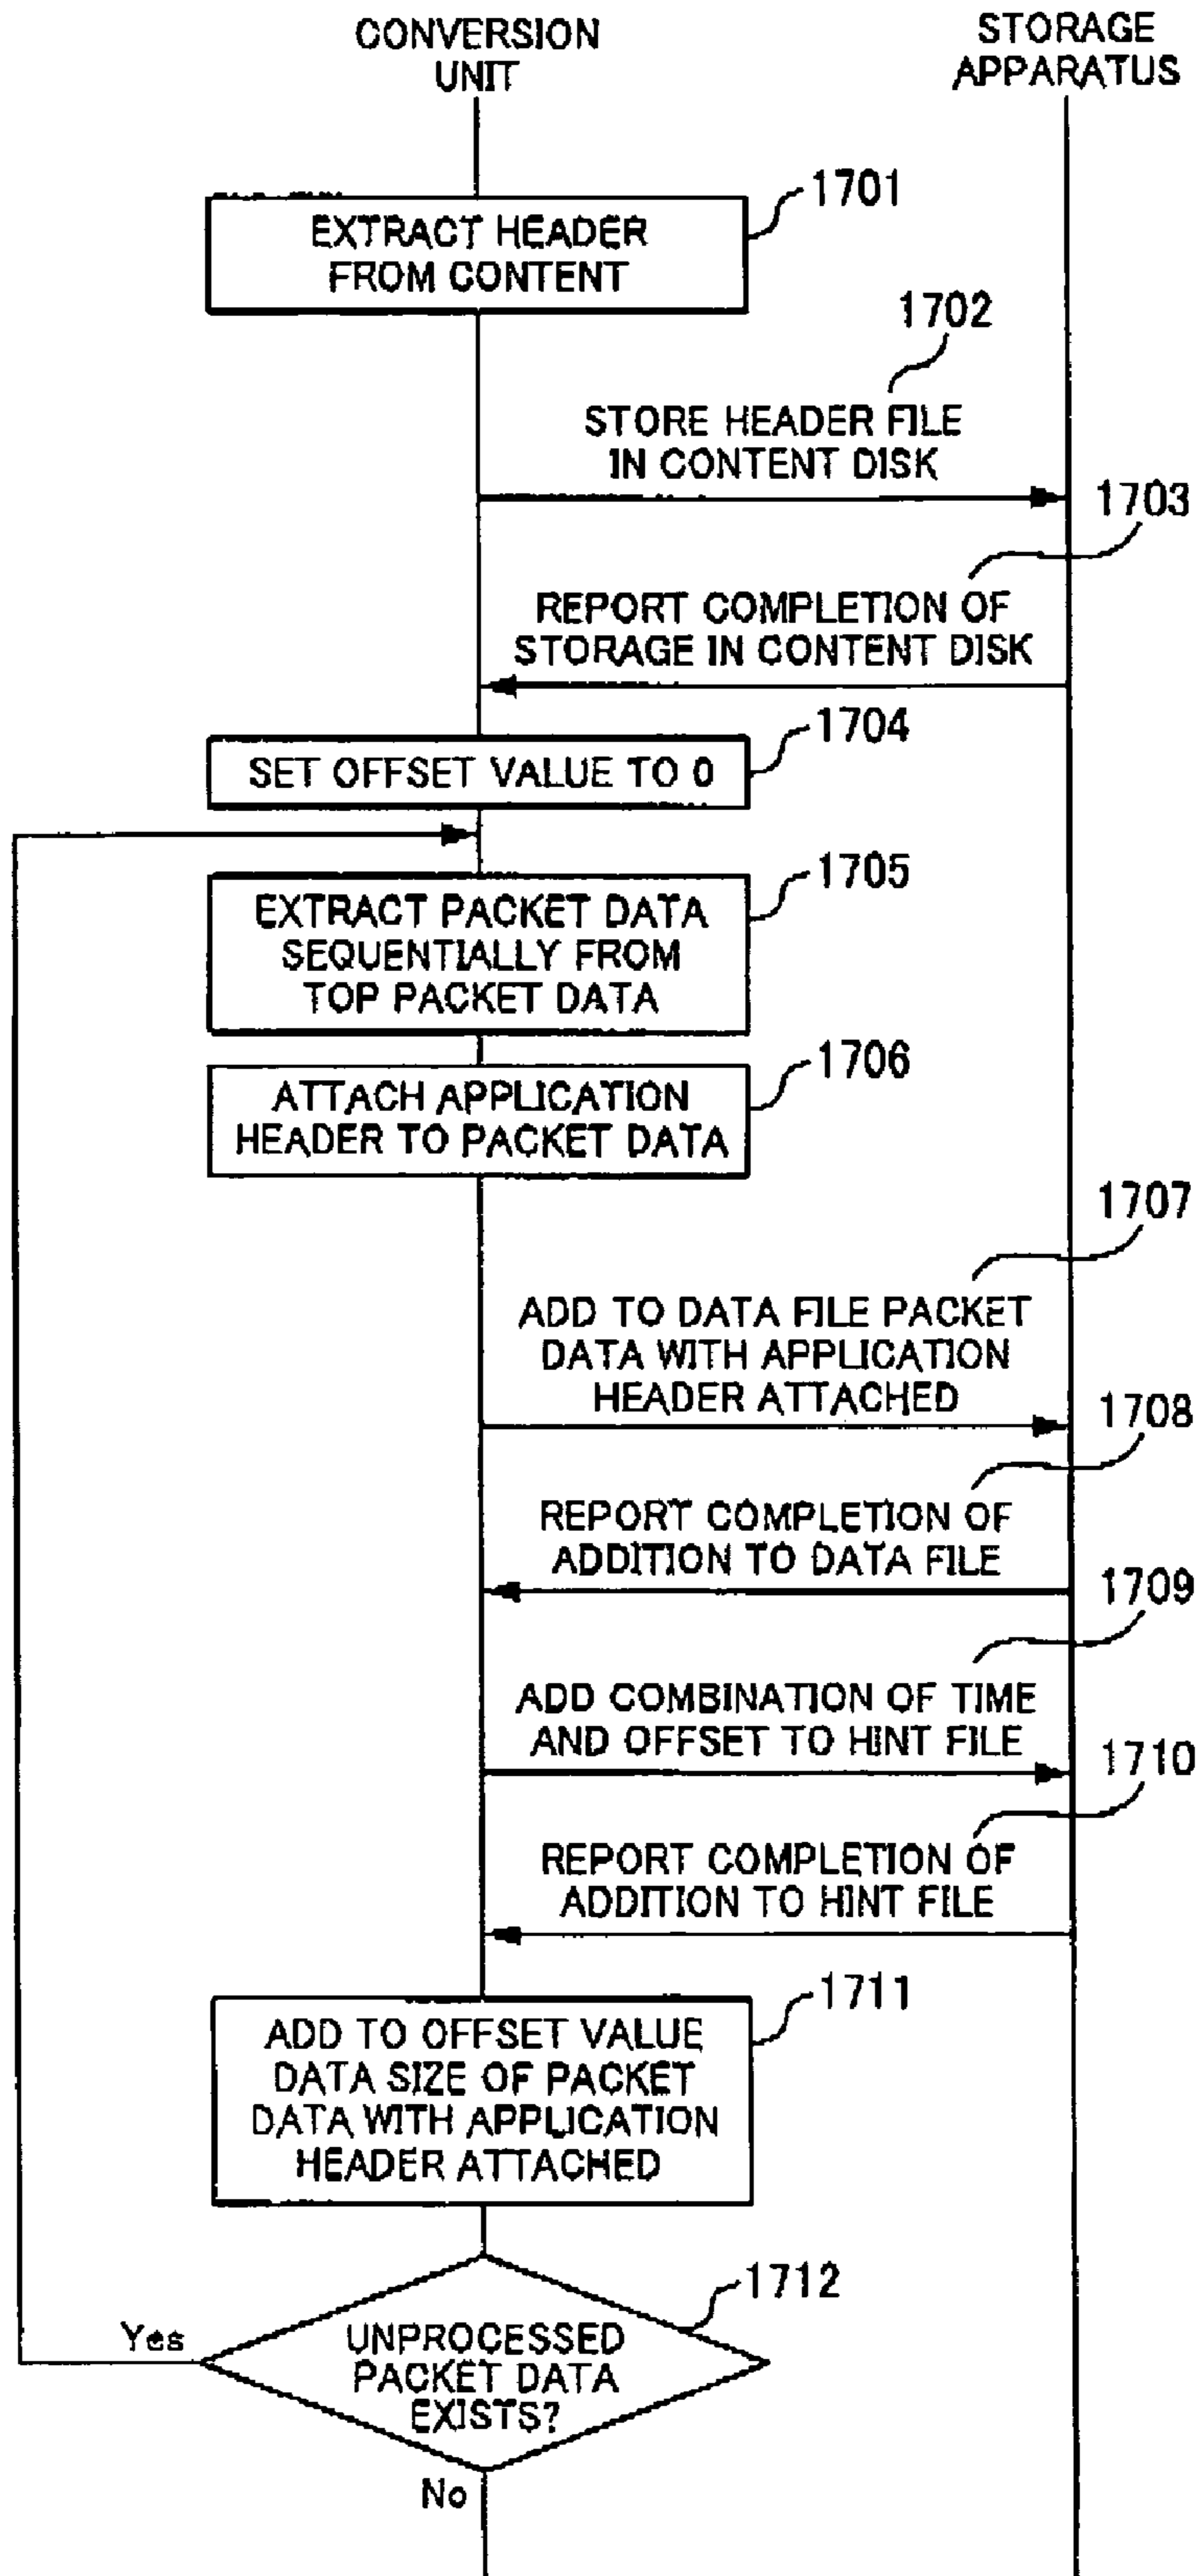 CONVERSION
UNIT
STORAGE
APPARATUS
1701
EXTRACT HEADER
FROM CONTENT
1702
STORE HEADER FILE
IN CONTENT DISK
1703
REPORT COMPLETION OF
STORAGE IN CONTENT DISK
1704
SET OFFSET VALUE TO 0
1705
EXTRACT PACKET DATA
SEQUENTIALLY FROM
TOP PACKET DATA
1706
ATTACH APPLICATION
HEADER TO PACKET DATA
1707
ADD TO DATA FILE PACKET
DATA WITH APPLICATION
HEADER ATTACHED
1708
REPORT COMPLETION OF
ADDITION TO DATA FILE
1709
ADD COMBINATION OF TIME
AND OFFSET TO HINT FILE
1710
REPORT COMPLETION OF
ADDITION TO HINT FILE
1711
ADD TO OFFSET VALUE
DATA SIZE OF PACKET
DATA WITH APPLICATION
HEADER ATTACHED
1712
Yes
UNPROCESSED
PACKET DATA
EXISTS?
No